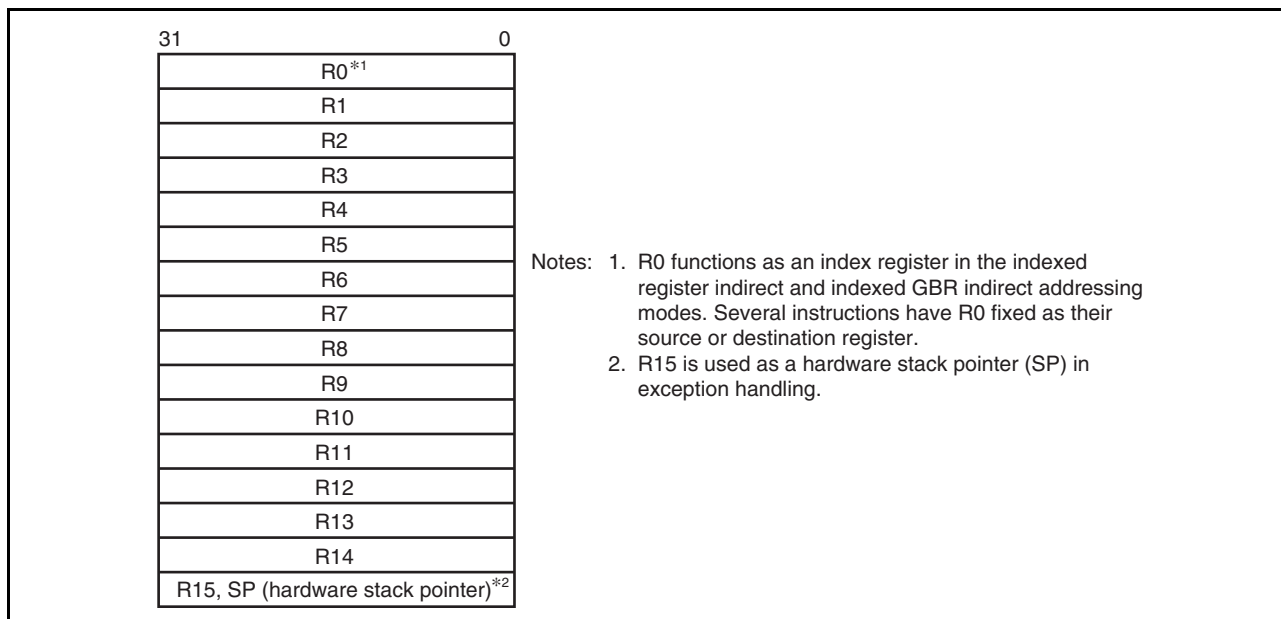 31 0
R0*1
R1
R2
R3
R4
R5
R6
R7
R8
R9
R10
R11
R12
R13
R14
R15, SP (hardware stack pointer)*2
Notes: 1. R0 functions as an index register in the indexed
register indirect and indexed GBR indirect addressing
modes. Several instructions have R0 fixed as their
source or destination register.
2. R15 is used as a hardware stack pointer (SP) in
exception handling.